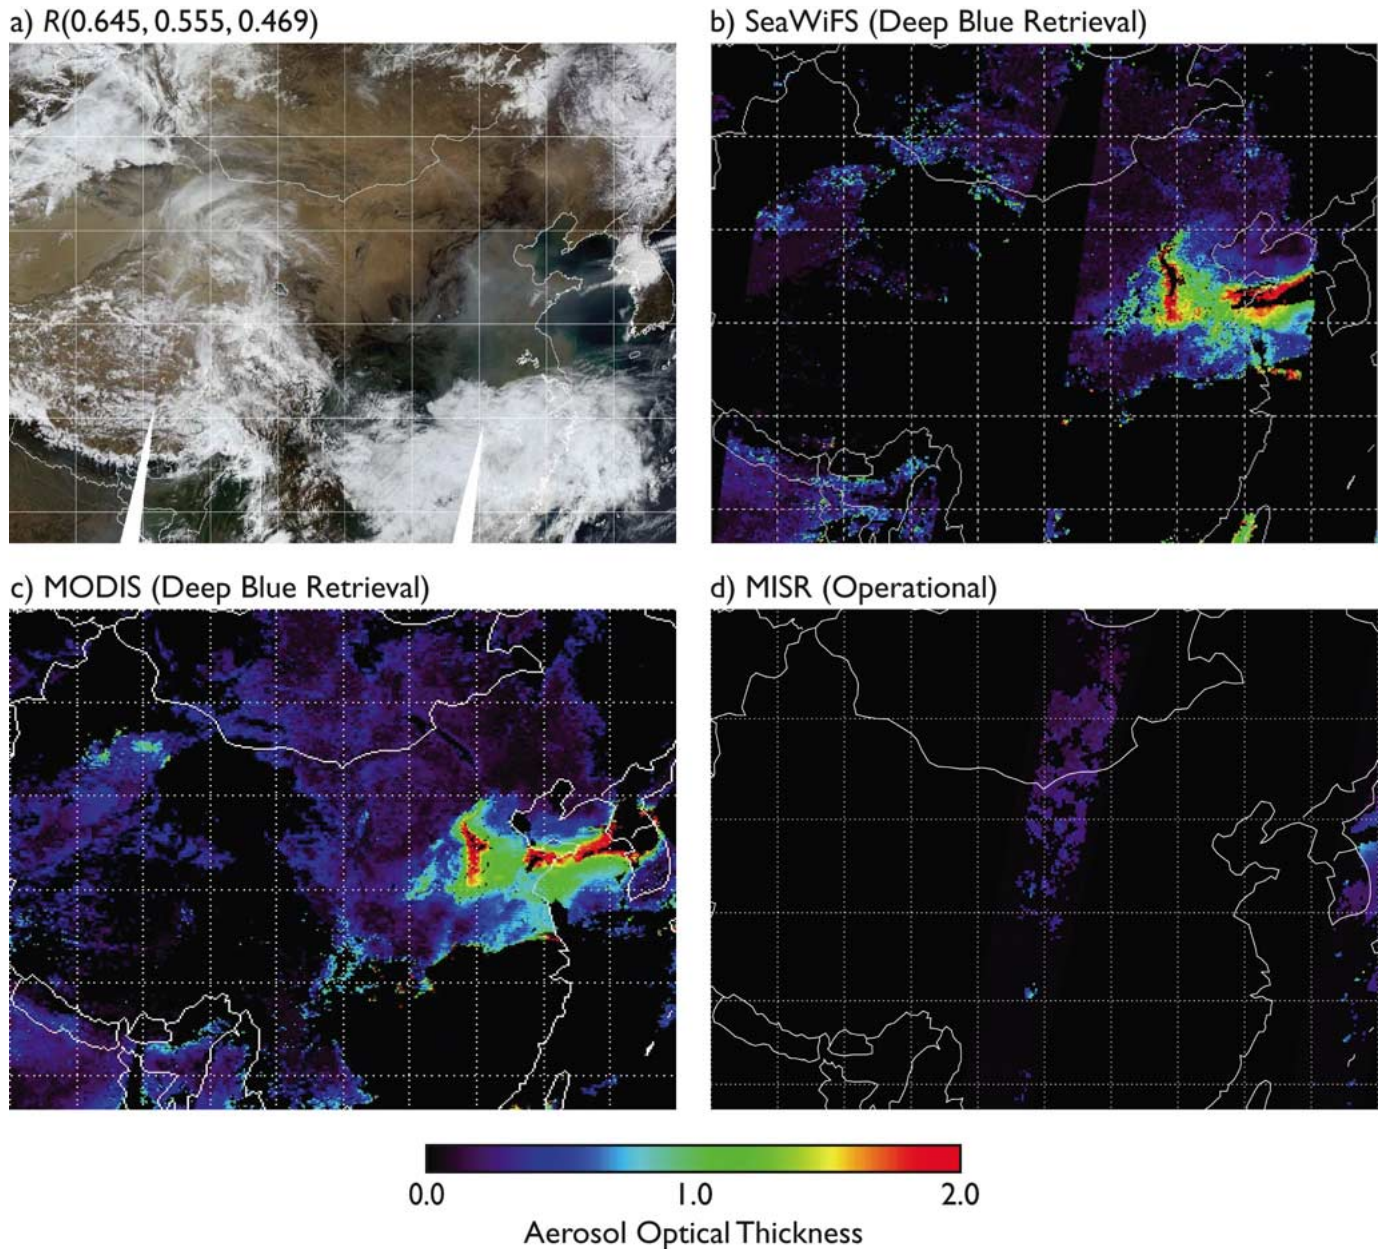 a) R(0.645, 0.555, 0.469)
b) SeaWiFS (Deep Blue Retrieval)
c) MODIS (Deep Blue Retrieval)
d) MISR (Operational)
0.0 1.0 2.0
Aerosol Optical Thickness